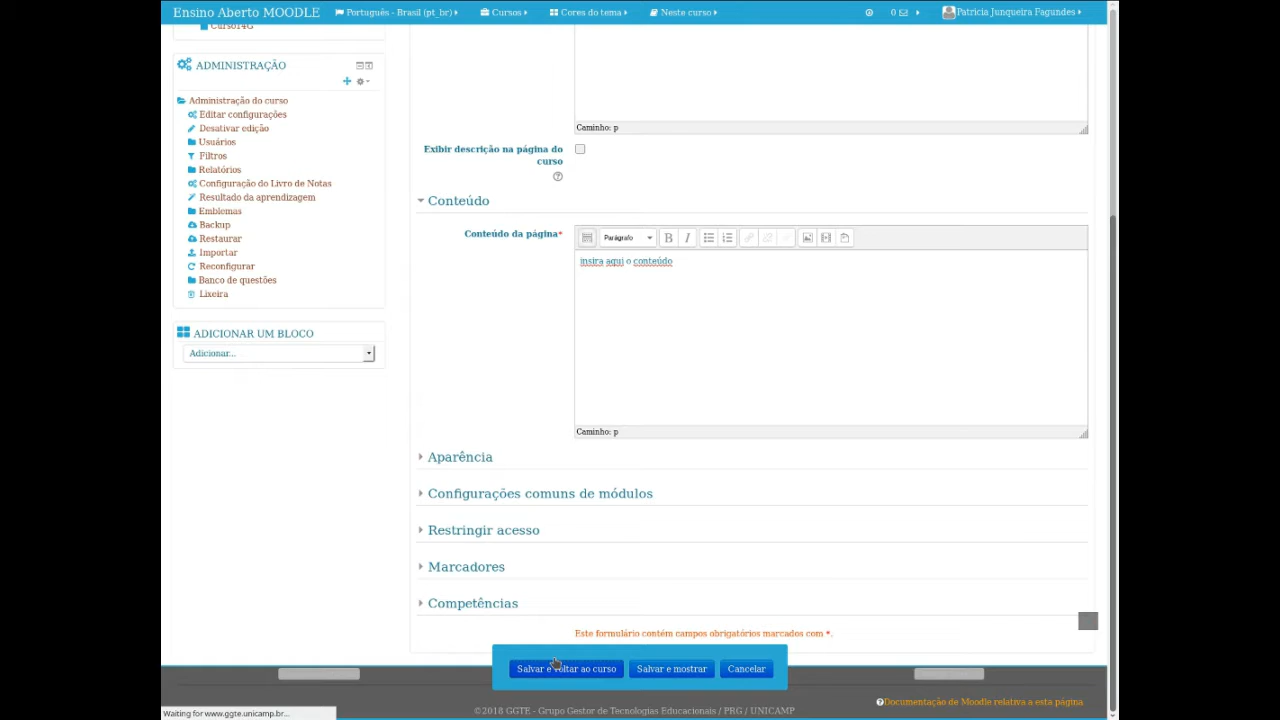 Ensino Aberto MOODLE
Português - Brasil (pt_br)
Cursos
Cores do tema
Neste curso
0
Patricia Junqueira Fagundes
Curso14G
ADMINISTRAÇÃO
Administração do curso
Editar configurações
Desativar edição
Usuários
Filtros
Relatórios
Configuração do Livro de Notas
Resultado da aprendizagem
Emblemas
Backup
Restaurar
Importar
Reconfigurar
Banco de questões
Lixeira
ADICIONAR UM BLOCO
Adicionar...
Caminho: p
Exibir descrição na página do
curso
Conteúdo
Conteúdo da página*
Parágrafo
B I
insira aqui o conteúdo
Caminho: p
Aparência
Configurações comuns de módulos
Restringir acesso
Marcadores
Competências
Este formulário contém campos obrigatórios marcados com *.
Salvar e voltar ao curso
Salvar e mostrar
Cancelar
Documentação de Moodle relativa a esta página
©2018 GGTE - Grupo Gestor de Tecnologias Educacionais / PRG / UNICAMP
Waiting for www.ggte.unicamp.br...